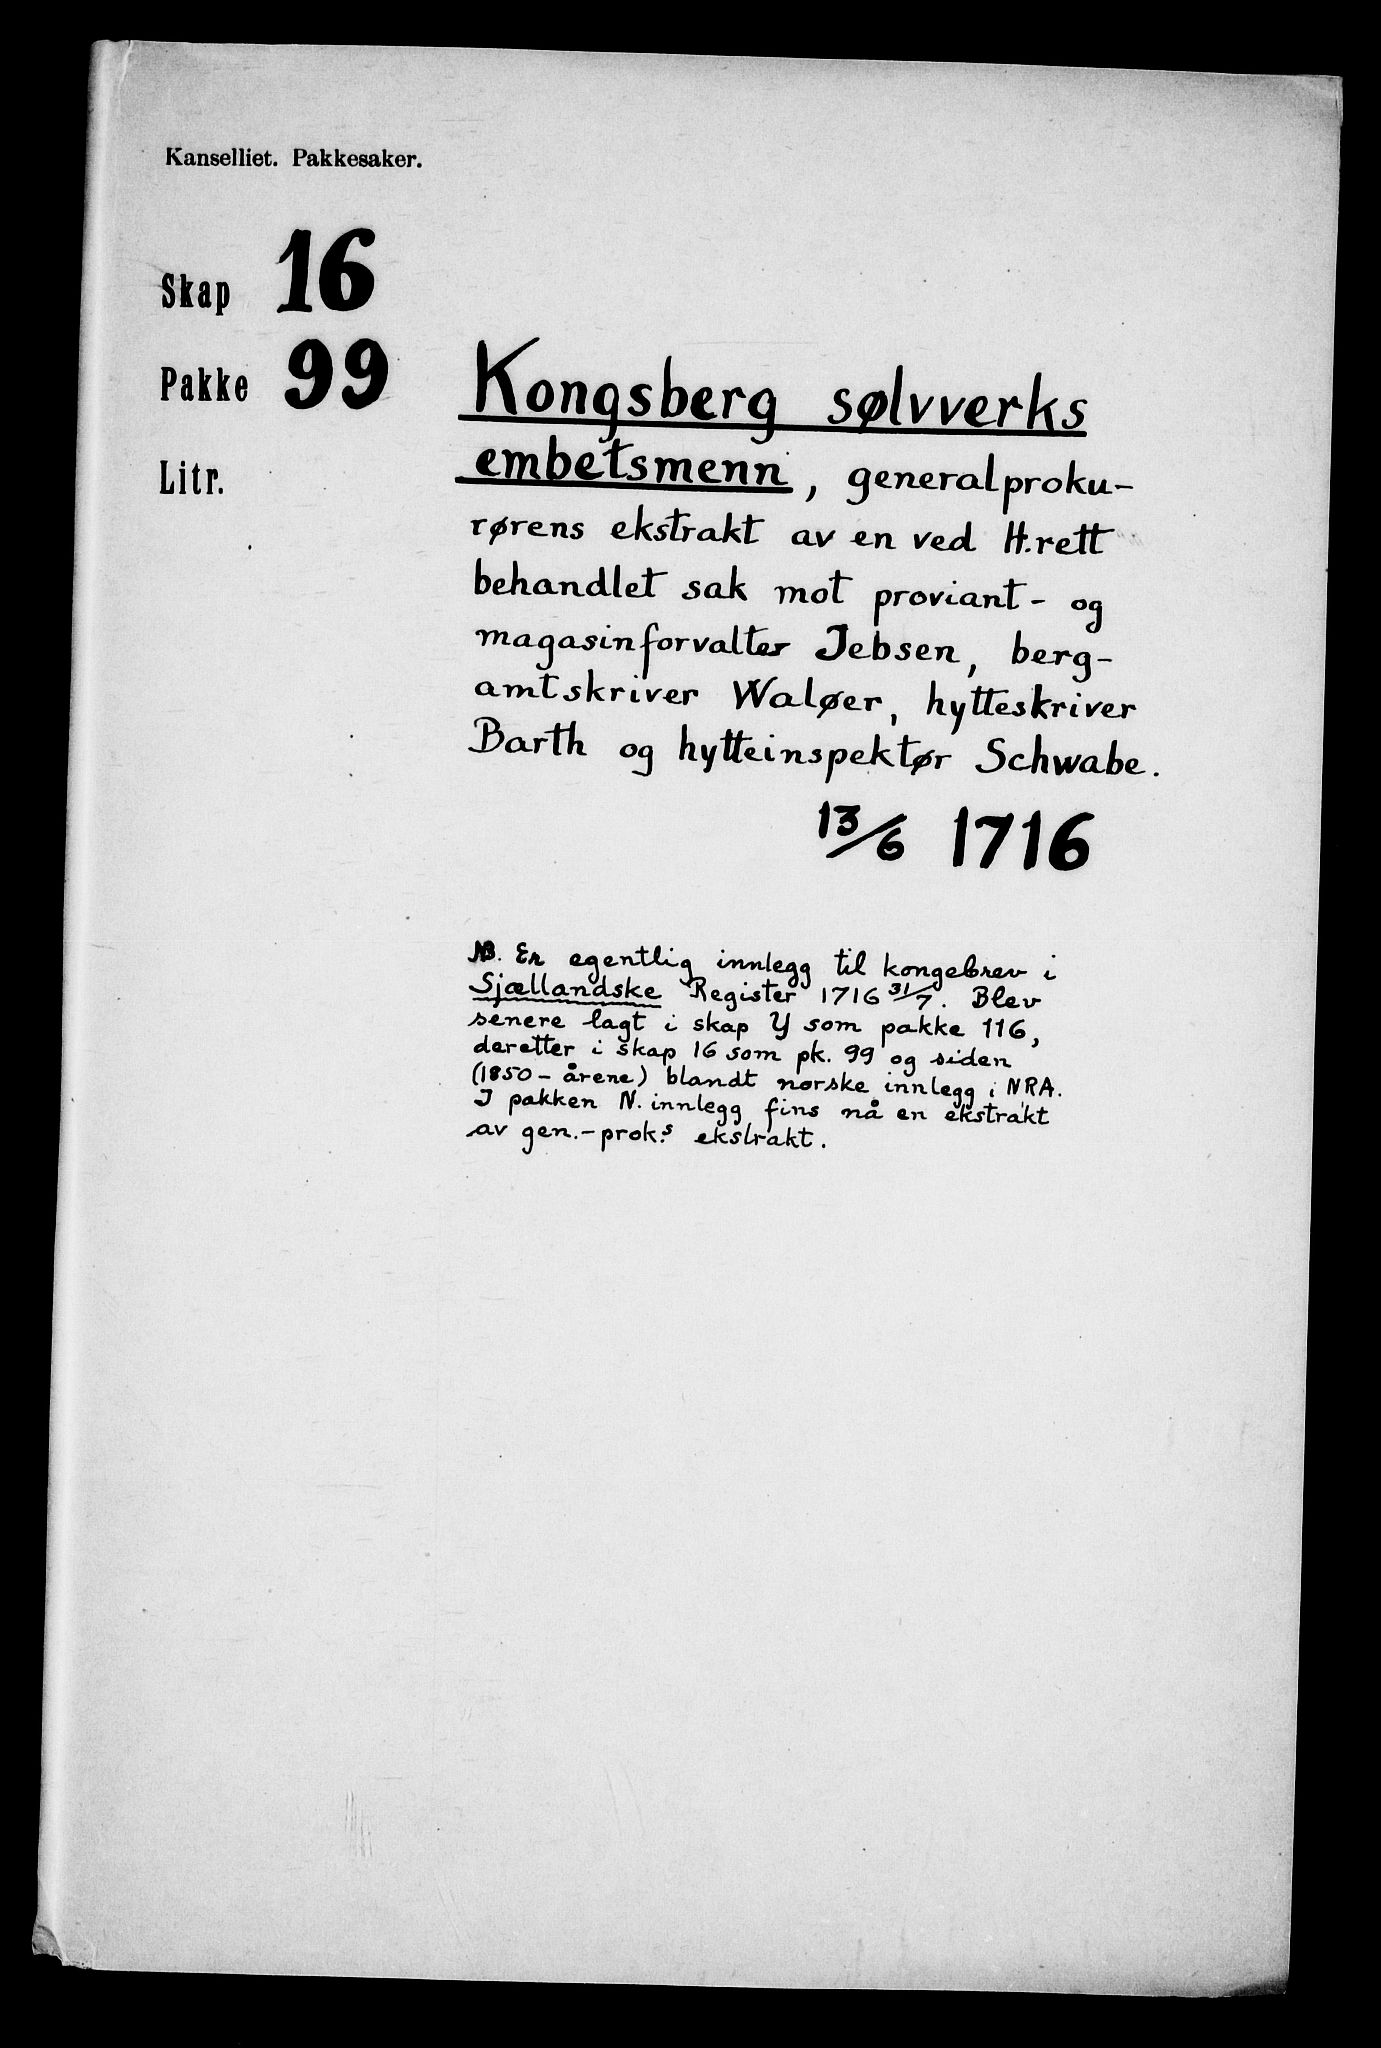 Kanselliet. Pakkesaker.
Skap 16
Pakke 99
Litr.
Kongsberg sølvverks
embetsmenn, generalproku-
rørens ekstrakt av en ved H.rett
behandlet sak mot proviant- og
magasinforvalter Jebsen, berg-
amtskriver Waløer, hytteskriver
Barth og hytteinspektør Schwabe.
13/6 1716
NB. Er egentlig innlegg til kongebrev i
Sjællandske Register 1716 31/7. Blev
senere lagt i skap Y som pakke 116,
deretter i skap 16 som pk. 99 og siden
(1850-årene) blandt norske innlegg i NRA.
I pakken N. innlegg fins nå en ekstrakt
av gen.-prok.s ekstrakt.